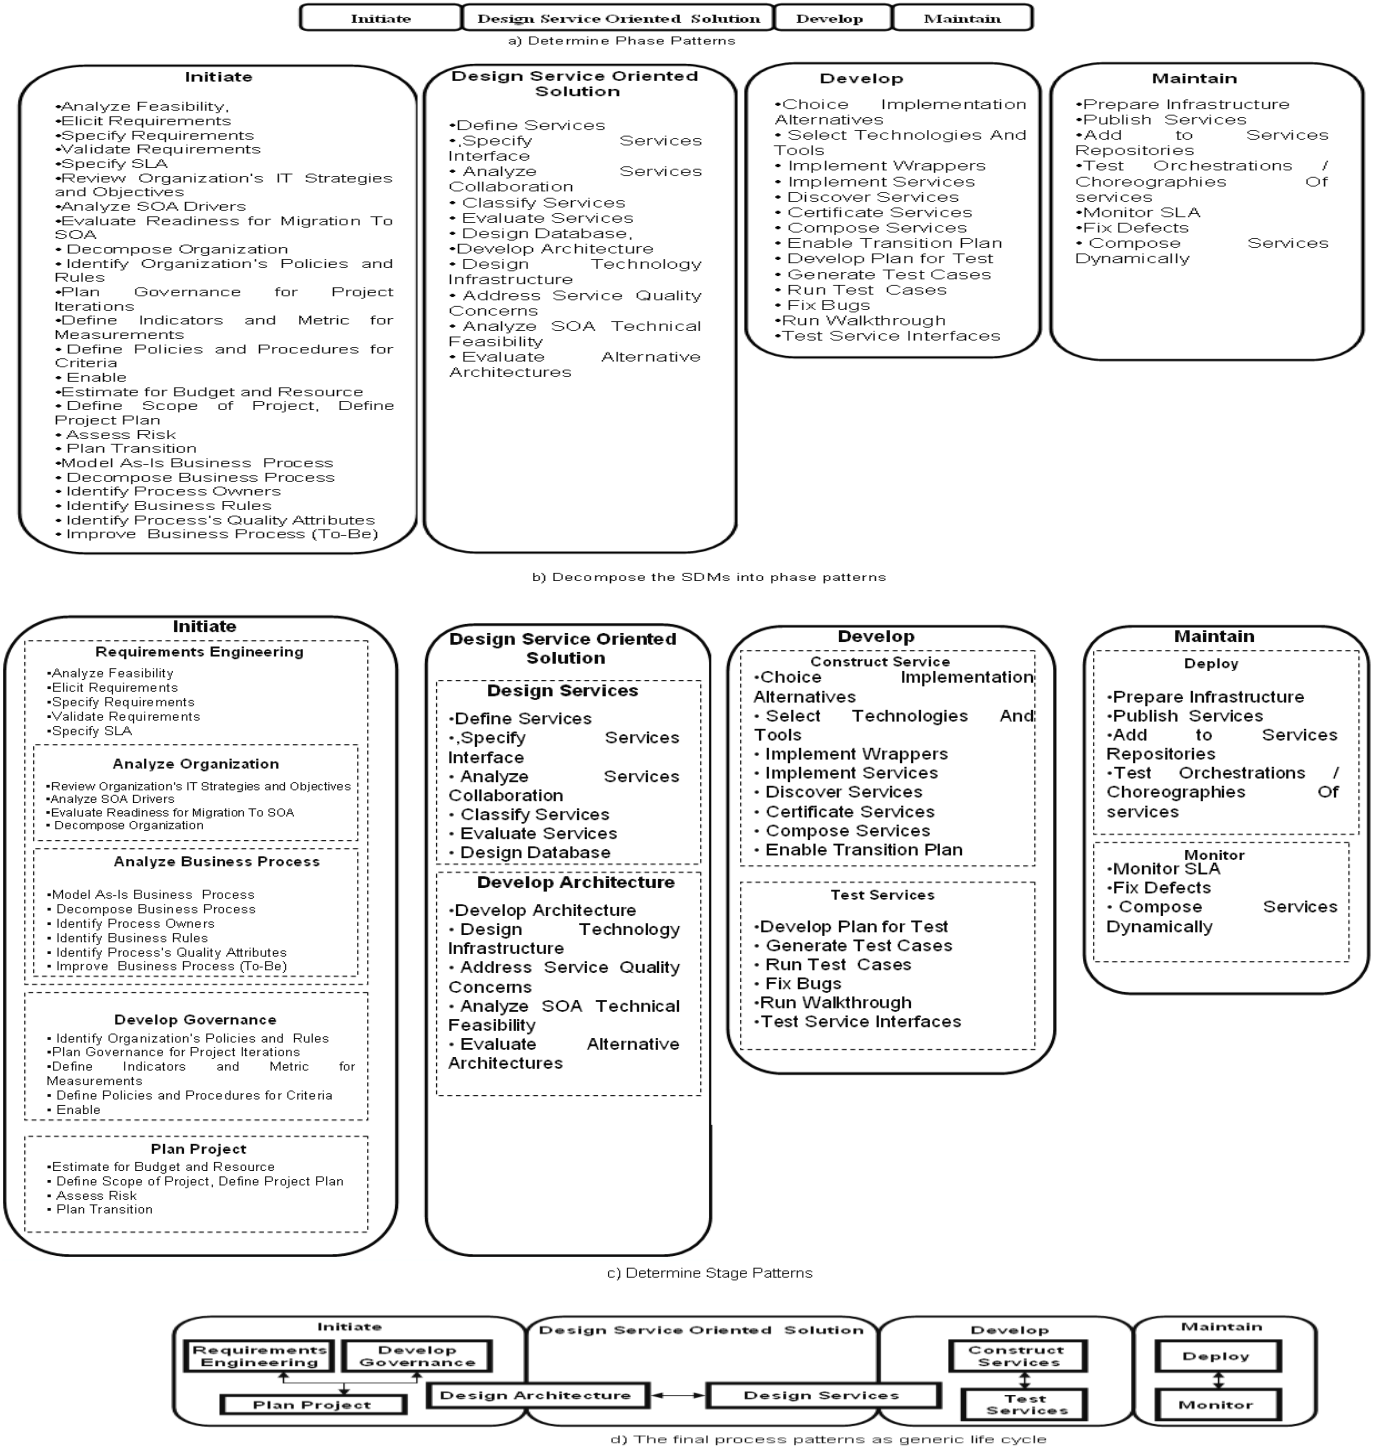 Initiate Design Service Oriented Solution Develop Maintain
a) Determine Phase Patterns
Initiate
•Analyze Feasibility,
•Elicit Requirements
•Specify Requirements
•Validate Requirements
•Specify SLA
•Review Organization's IT Strategies
and Objectives
•Analyze SOA Drivers
•Evaluate Readiness for Migration To
SOA
• Decompose Organization
• Identify Organization's Policies and
Rules
•Plan Governance for Project
Iterations
•Define Indicators and Metric for
Measurements
• Define Policies and Procedures for
Criteria
• Enable
•Estimate for Budget and Resource
• Define Scope of Project, Define
Project Plan
• Assess Risk
• Plan Transition
•Model As-Is Business Process
• Decompose Business Process
• Identify Process Owners
• Identify Business Rules
• Identify Process's Quality Attributes
• Improve Business Process (To-Be)
Design Service Oriented
Solution
•Define Services
•,Specify Services
Interface
• Analyze Services
Collaboration
• Classify Services
• Evaluate Services
• Design Database,
•Develop Architecture
• Design Technology
Infrastructure
• Address Service Quality
Concerns
• Analyze SOA Technical
Feasibility
• Evaluate Alternative
Architectures
Develop
•Choice Implementation
Alternatives
• Select Technologies And
Tools
• Implement Wrappers
• Implement Services
• Discover Services
• Certificate Services
• Compose Services
• Enable Transition Plan
• Develop Plan for Test
• Generate Test Cases
• Run Test Cases
• Fix Bugs
•Run Walkthrough
•Test Service Interfaces
Maintain
•Prepare Infrastructure
•Publish Services
•Add to Services
Repositories
•Test Orchestrations /
Choreographies Of
services
•Monitor SLA
•Fix Defects
• Compose Services
Dynamically
b) Decompose the SDMs into phase patterns
Initiate
Requirements Engineering
•Analyze Feasibility
•Elicit Requirements
•Specify Requirements
•Validate Requirements
•Specify SLA
Analyze Organization
•Review Organization's IT Strategies and Objectives
•Analyze SOA Drivers
•Evaluate Readiness for Migration To SOA
• Decompose Organization
Analyze Business Process
•Model As-Is Business Process
• Decompose Business Process
• Identify Process Owners
• Identify Business Rules
• Identify Process's Quality Attributes
• Improve Business Process (To-Be)
Develop Governance
• Identify Organization's Policies and Rules
•Plan Governance for Project Iterations
•Define Indicators and Metric for
Measurements
• Define Policies and Procedures for Criteria
• Enable
Plan Project
•Estimate for Budget and Resource
• Define Scope of Project, Define Project Plan
• Assess Risk
• Plan Transition
Design Service Oriented
Solution
Design Services
•Define Services
•,Specify Services
Interface
• Analyze Services
Collaboration
• Classify Services
• Evaluate Services
• Design Database
Develop Architecture
•Develop Architecture
• Design Technology
Infrastructure
• Address Service Quality
Concerns
• Analyze SOA Technical
Feasibility
• Evaluate Alternative
Architectures
Develop
Construct Service
•Choice Implementation
Alternatives
• Select Technologies And
Tools
• Implement Wrappers
• Implement Services
• Discover Services
• Certificate Services
• Compose Services
• Enable Transition Plan
Test Services
•Develop Plan for Test
• Generate Test Cases
• Run Test Cases
• Fix Bugs
•Run Walkthrough
•Test Service Interfaces
Maintain
Deploy
•Prepare Infrastructure
•Publish Services
•Add to Services
Repositories
•Test Orchestrations /
Choreographies Of
services
Monitor
•Monitor SLA
•Fix Defects
• Compose Services
Dynamically
c) Determine Stage Patterns
Initiate
Requirements
Engineering
Develop
Governance
Plan Project
Design Service Oriented Solution
Design Architecture
Design Services
Develop
Construct
Services
Test
Services
Maintain
Deploy
Monitor
d) The final process patterns as generic life cycle